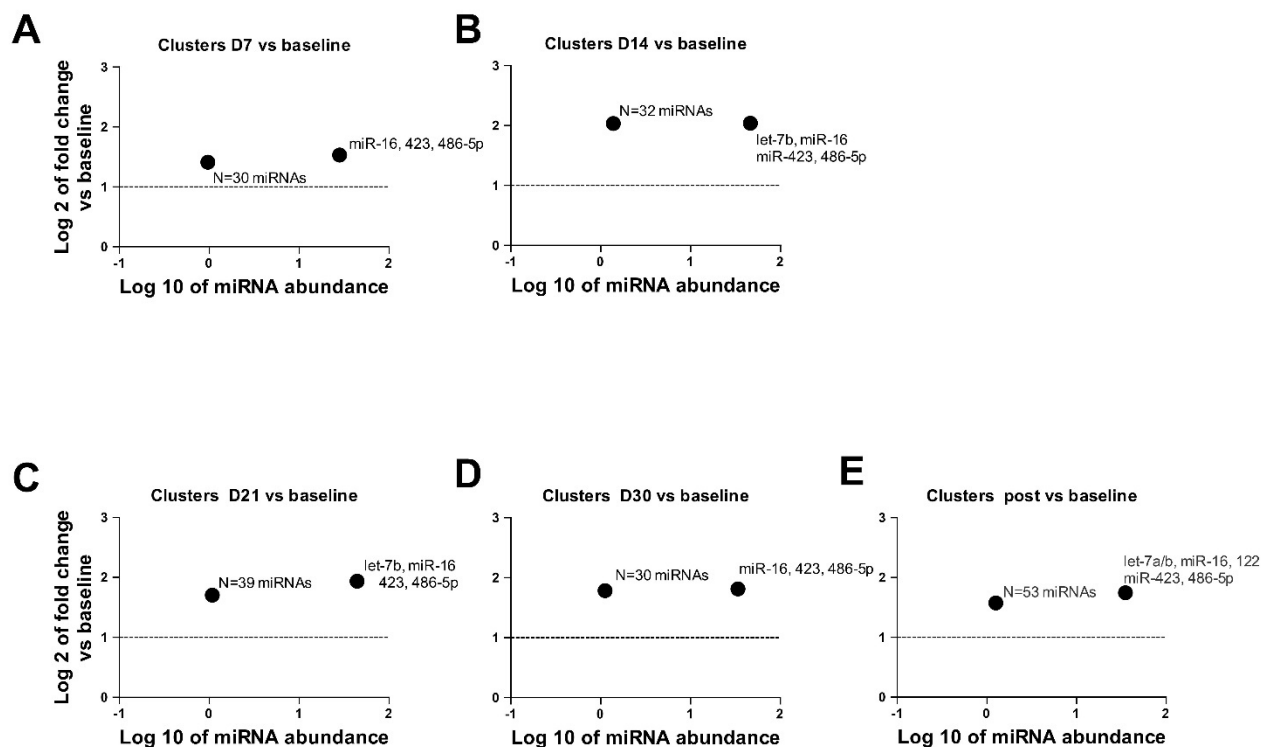 A
Clusters D7 vs baseline
Log 2 of fold change
vs baseline
3
2
1
0
miR-16, 423, 486-5p
N=30 miRNAs
-1
0
1
2
Log 10 of miRNA abundance
B
Clusters D14 vs baseline
3
2
1
0
N=32 miRNAs
let-7b, miR-16
miR-423, 486-5p
-1
0
1
2
Log 10 of miRNA abundance
C
Clusters D21 vs baseline
Log 2 of fold change
vs baseline
3
2
1
0
let-7b, miR-16
423, 486-5p
N=39 miRNAs
-1
0
1
2
Log 10 of miRNA abundance
D
Clusters D30 vs baseline
3
2
1
0
N=30 miRNAs
miR-16, 423, 486-5p
-1
0
1
2
Log 10 of miRNA abundance
E
Clusters post vs baseline
3
2
1
0
let-7a/b, miR-16, 122
miR-423, 486-5p
N=53 miRNAs
-1
0
1
2
Log 10 of miRNA abundance